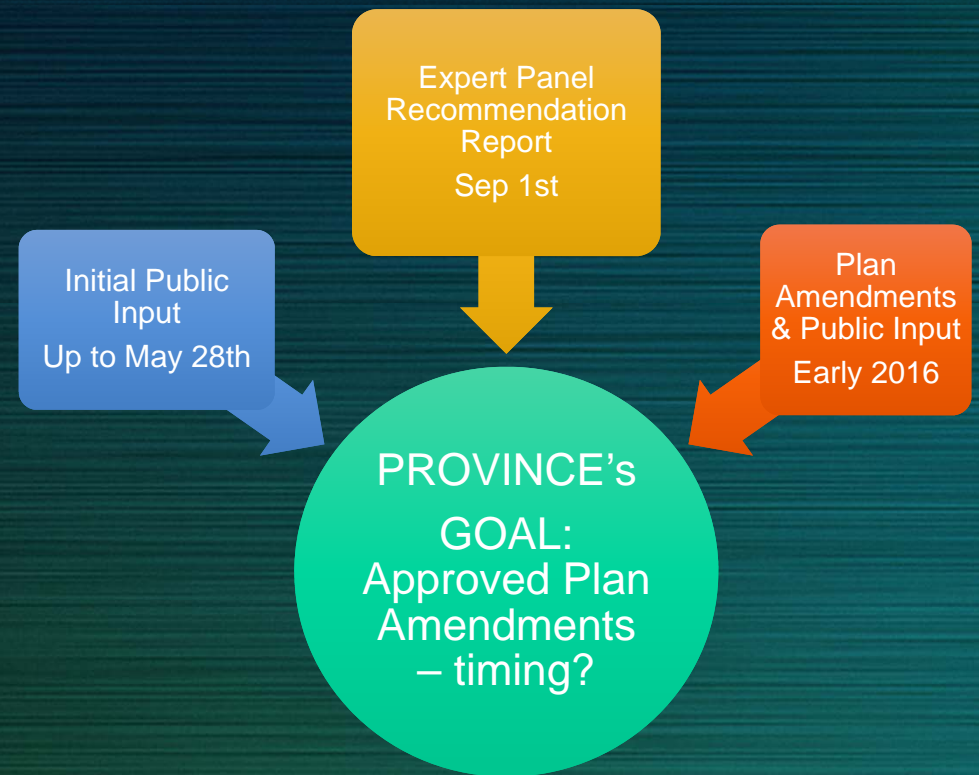 Expert Panel
Recommendation
Report
Sep 1st
Initial Public
Input
Up to May 28th
Plan
Amendments
& Public Input
Early 2016
PROVINCE's
GOAL:
Approved Plan
Amendments
– timing?